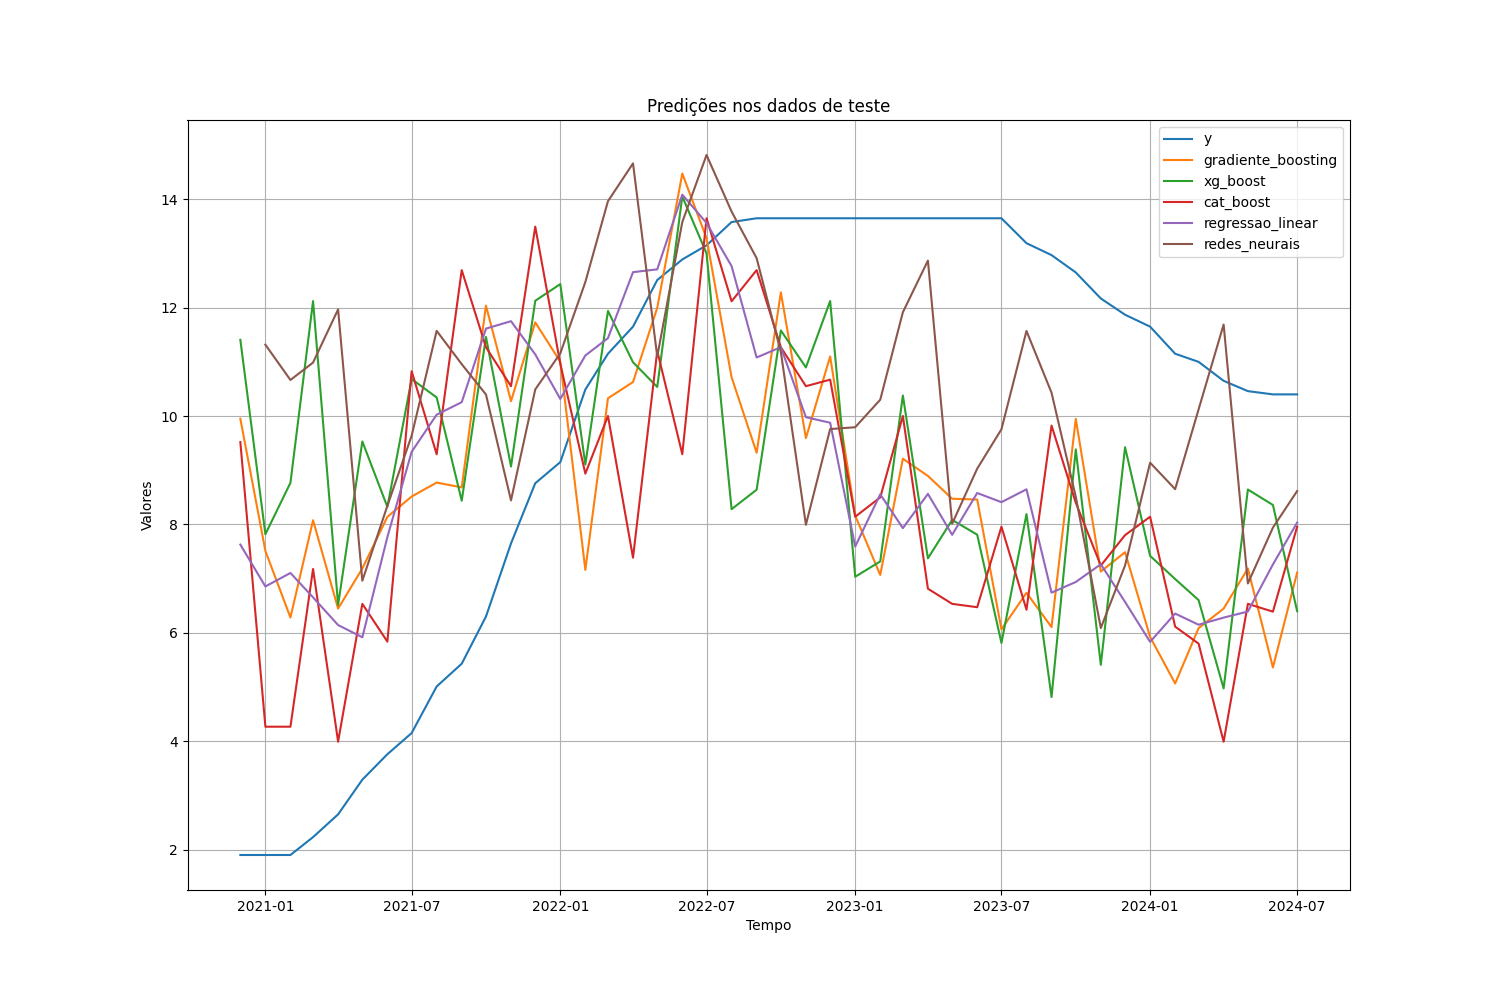 Predições nos dados de teste
y
gradiente_boosting
xg_boost
cat_boost
regressao_linear
redes_neurais
Valores
14
12
10
8
6
4
2
2021-01 2021-07 2022-01 2022-07 2023-01 2023-07 2024-01 2024-07
Tempo